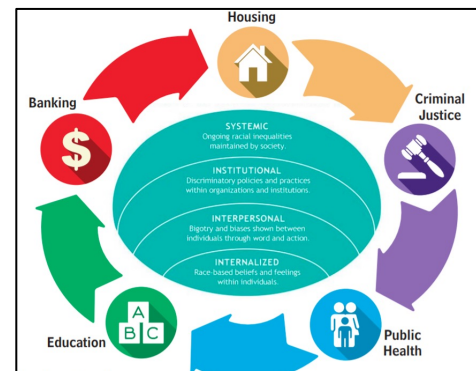 Housing
Banking
Criminal
Justice
$
SYSTEMIC
Ongoing racial inequalities
maintained by society.
INSTITUTIONAL
Discriminatory policies and practices
within organizations and institutions.
INTERPERSONAL
Bigotry and biases shown between
individuals through word and action.
INTERNALIZED
Race-based beliefs and feelings
within individuals.
A
B C
Education
Public
Health